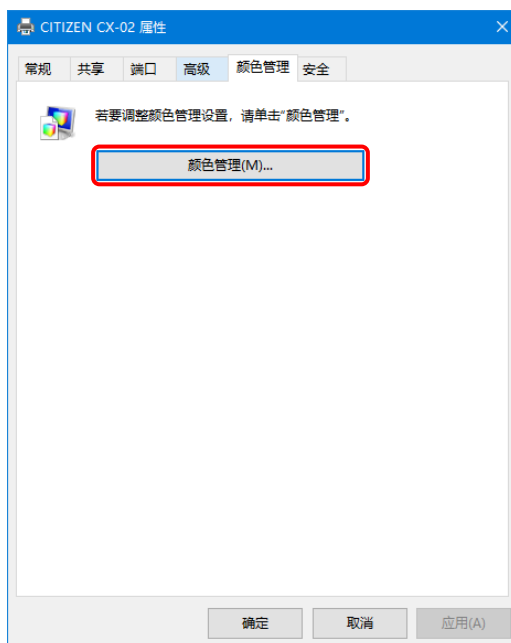 CITIZEN CX-02 属性
常规 共享 端口 高级 颜色管理 安全
若要调整颜色管理设置，请单击"颜色管理"。
颜色管理(M)...
确定 取消 应用(A)